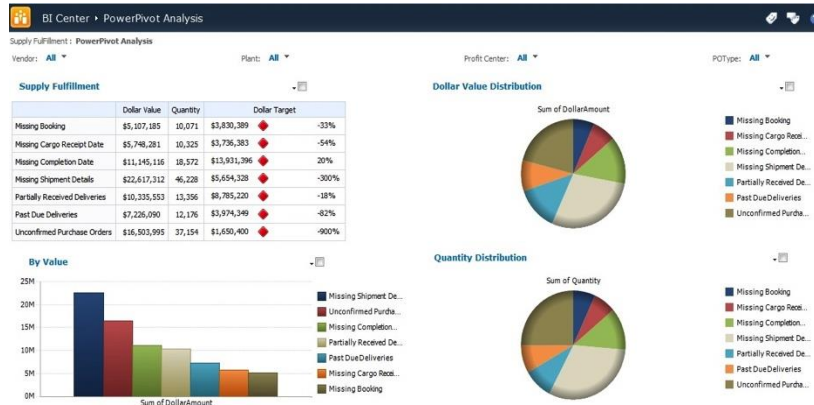 BI Center ▸ PowerPivot Analysis
Supply FulFillment : PowerPivot Analysis
Vendor: All
Plant: All
Profit Center: All
POType: All
Supply Fulfillment
Dollar Value Quantity Dollar Target
Missing Booking $5,107,185 10,071 $3,830,389 -33%
Missing Cargo Receipt Date $5,748,281 10,325 $3,736,383 -54%
Missing Completion Date $11,145,116 18,572 $13,931,396 20%
Missing Shipment Details $22,617,312 46,228 $5,654,328 -300%
Partially Received Deliveries $10,335,553 13,356 $8,785,220 -18%
Past Due Deliveries $7,226,090 12,176 $3,974,349 -82%
Unconfirmed Purchase Orders $16,503,995 37,154 $1,650,400 -900%
Dollar Value Distribution
Sum of DollarAmount
Missing Booking
Missing Cargo Recei...
Missing Completion...
Missing Shipment De...
Partially Received De...
Past DueDeliveries
Unconfirmed Purcha...
By Value
25M
20M
15M
10M
5M
0M
Sum of DollarAmount
Missing Shipment De...
Unconfirmed Purcha...
Missing Completion...
Partially Received De...
Past DueDeliveries
Missing Cargo Recei...
Missing Booking
Quantity Distribution
Sum of Quantity
Missing Booking
Missing Cargo Recei...
Missing Completion...
Missing Shipment De...
Partially Received De...
Past DueDeliveries
Unconfirmed Purcha...